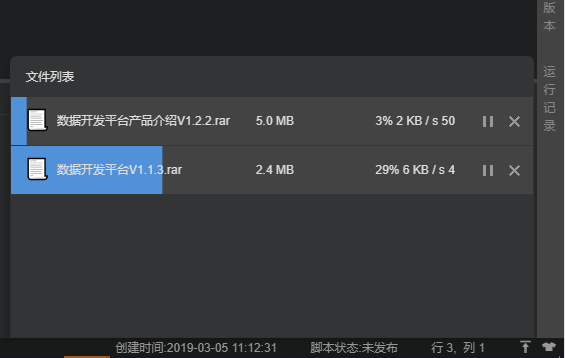 版本
运行记录
文件列表
数据开发平台产品介绍V1.2.2.rar 5.0 MB 3% 2 KB / s 50
数据开发平台V1.1.3.rar 2.4 MB 29% 6 KB / s 4
创建时间:2019-03-05 11:12:31 脚本状态:未发布 行 3, 列 1